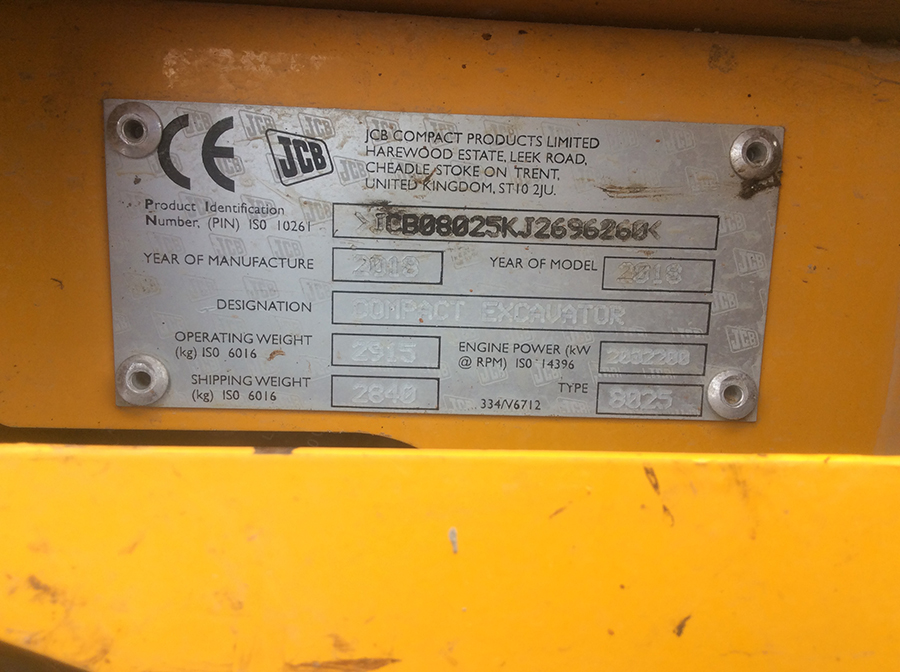 CE
JCB
JCB COMPACT PRODUCTS LIMITED
HAREWOOD ESTATE, LEEK ROAD,
CHEADLE, STOKE ON TRENT,
UNITED KINGDOM, ST10 2JU.
Product Identification
Number. (PIN) ISO 10261
>JCB08025KJ2696260<
YEAR OF MANUFACTURE 2018 YEAR OF MODEL 2018
DESIGNATION COMPACT EXCAVATOR
OPERATING WEIGHT
(kg) ISO 6016 2915
ENGINE POWER (kW
@ RPM) ISO 14396
SHIPPING WEIGHT
(kg) ISO 6016 2840
TYPE 8025
334/V6712